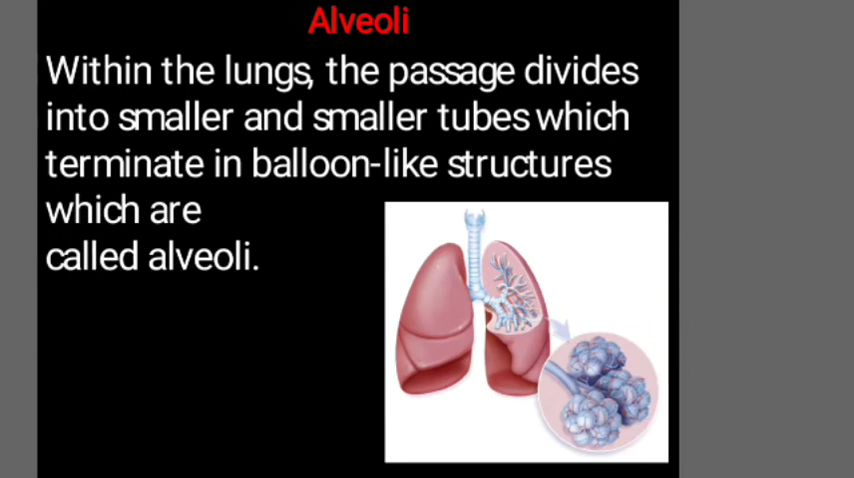 Alveoli
Within the lungs, the passage divides
into smaller and smaller tubes which
terminate in balloon-like structures
which are
called alveoli.